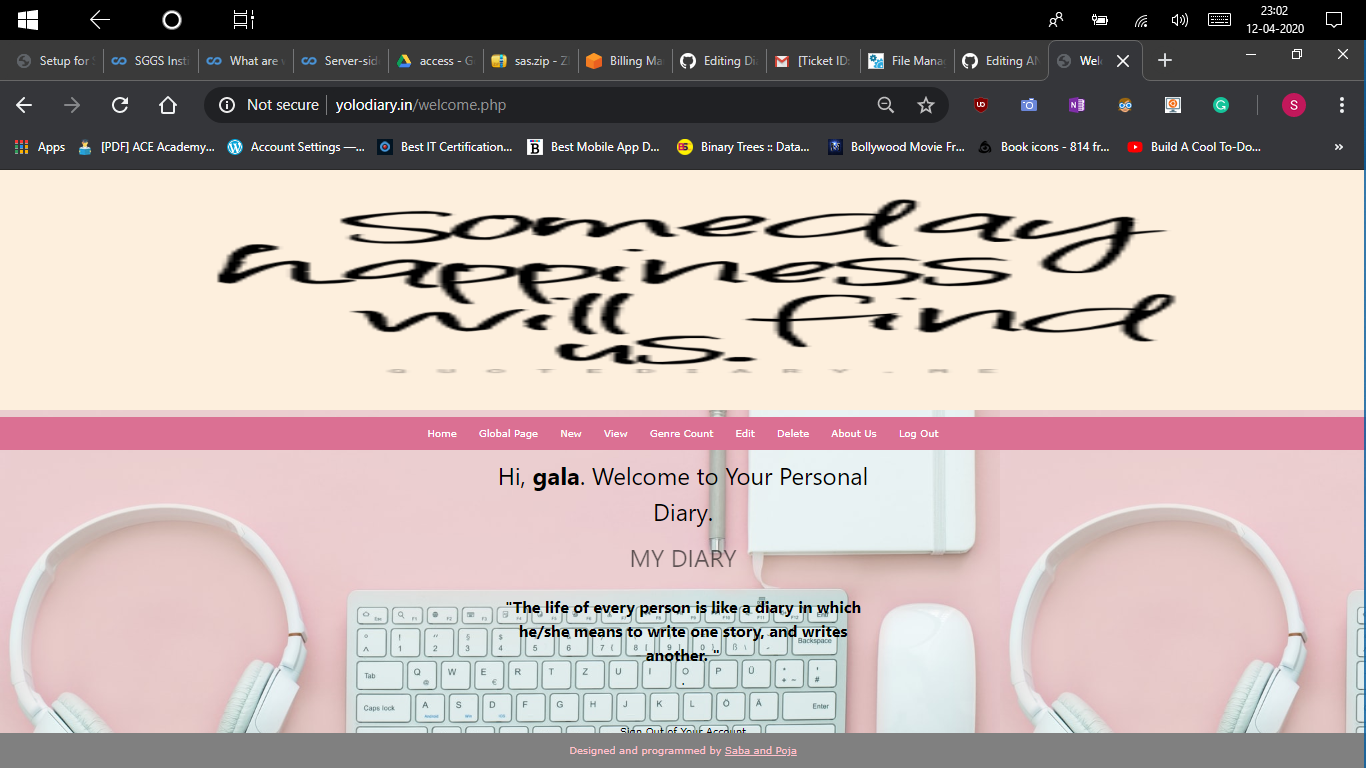 23:02
12-04-2020
Setup for
SGGS Insti
What are
Server-sid
access - G
sas.zip - Z
Billing Ma
Editing Di
[Ticket ID:
File Manag
Editing A
Wel
Not secure yolodiary.in/welcome.php
Apps
[PDF] ACE Academy...
Account Settings —...
Best IT Certification...
Best Mobile App D...
Binary Trees :: Data...
Bollywood Movie Fr...
Book icons - 814 fr...
Build A Cool To-Do...
someday
happiness
will find
us.
QUOTEDIARY.ME
Home Global Page New View Genre Count Edit Delete About Us Log Out
Hi, gala. Welcome to Your Personal
Diary.
MY DIARY
"The life of every person is like a diary in which
he/she means to write one story, and writes
another. "
.
Backspace
Tab Q W E R T Z U I O P Ü
Caps lock A S D F G H J K L Ö Ä Enter
Sign Out of Your Account
Designed and programmed by Saba and Poja